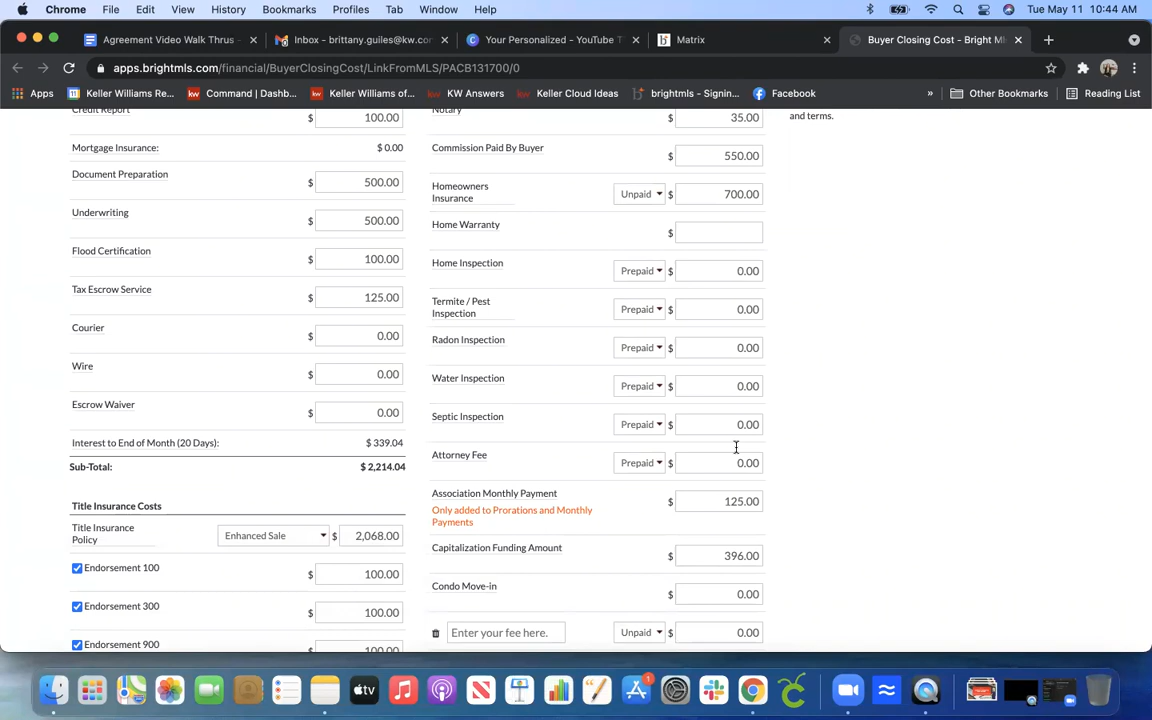 Chrome File Edit View History Bookmarks Profiles Tab Window Help Tue May 11 10:44 AM
Agreement Video Walk Thrus - Inbox - brittany.guiles@kw.co Your Personalized - YouTube T Matrix Buyer Closing Cost - Bright M
apps.brightmls.com/financial/BuyerClosingCost/LinkFromMLS/PACB131700/0
Apps Keller Williams Re... Command | Dashb... Keller Williams of... KW Answers Keller Cloud Ideas brightmls - Signin... Facebook » Other Bookmarks Reading List
Credit Report $ 100.00
Mortgage Insurance: $ 0.00
Document Preparation $ 500.00
Underwriting $ 500.00
Flood Certification $ 100.00
Tax Escrow Service $ 125.00
Courier $ 0.00
Wire $ 0.00
Escrow Waiver $ 0.00
Interest to End of Month (20 Days): $ 339.04
Sub-Total: $ 2,214.04
Title Insurance Costs
Title Insurance
Policy Enhanced Sale $ 2,068.00
Endorsement 100 $ 100.00
Endorsement 300 $ 100.00
Endorsement 900 $ 100.00
Notary $ 35.00
Commission Paid By Buyer $ 550.00
Homeowners
Insurance Unpaid $ 700.00
Home Warranty $
Home Inspection Prepaid $ 0.00
Termite / Pest
Inspection Prepaid $ 0.00
Radon Inspection Prepaid $ 0.00
Water Inspection Prepaid $ 0.00
Septic Inspection Prepaid $ 0.00
Attorney Fee Prepaid $ 0.00
Association Monthly Payment $ 125.00
Only added to Prorations and Monthly
Payments
Capitalization Funding Amount $ 396.00
Condo Move-in $ 0.00
Enter your fee here. Unpaid $ 0.00
and terms.